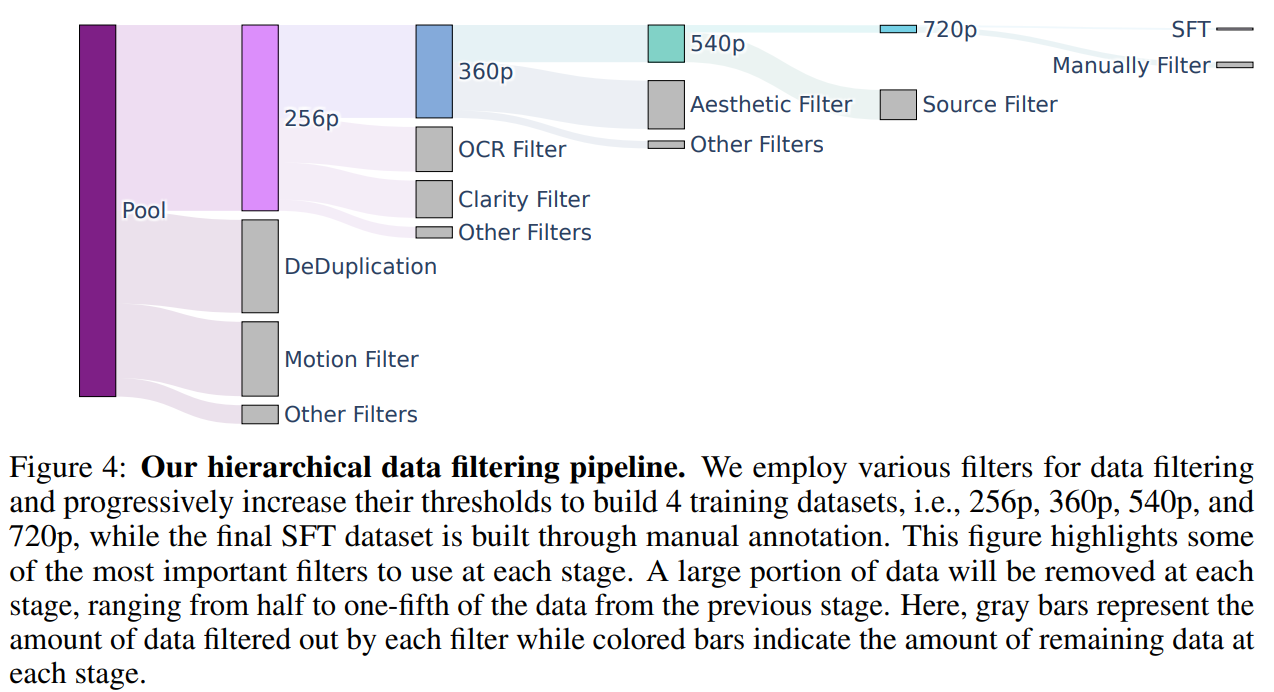 Pool
256p
DeDuplication
Motion Filter
Other Filters
360p
OCR Filter
Clarity Filter
Other Filters
540p
Aesthetic Filter
Other Filters
720p
Source Filter
SFT
Manually Filter
Figure 4: Our hierarchical data filtering pipeline. We employ various filters for data filtering
and progressively increase their thresholds to build 4 training datasets, i.e., 256p, 360p, 540p, and
720p, while the final SFT dataset is built through manual annotation. This figure highlights some
of the most important filters to use at each stage. A large portion of data will be removed at each
stage, ranging from half to one-fifth of the data from the previous stage. Here, gray bars represent the
amount of data filtered out by each filter while colored bars indicate the amount of remaining data at
each stage.